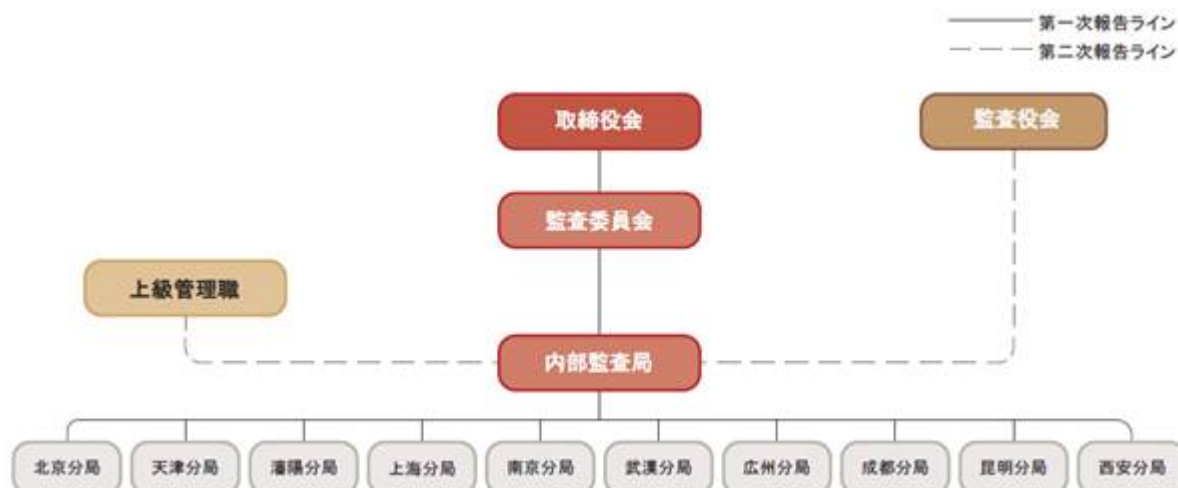 第一次報告ライン
第二次報告ライン
取締役会
監査役会
監査委員会
上級管理職
内部監査局
北京分局
天津分局
瀋陽分局
上海分局
南京分局
武漢分局
広州分局
成都分局
昆明分局
西安分局